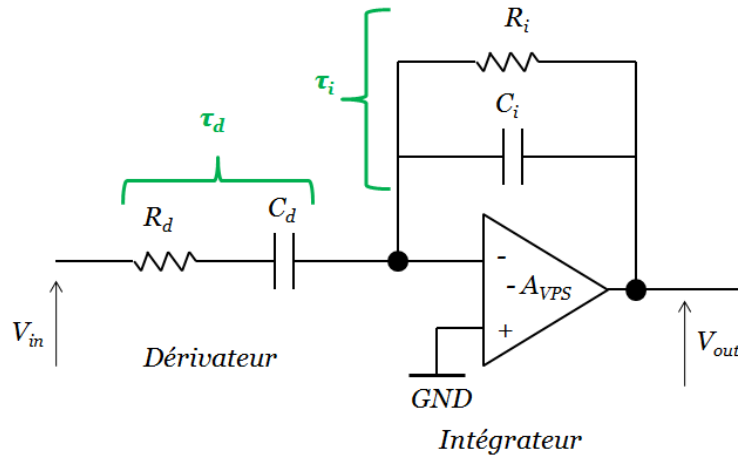 R_i
τ_i
C_i
τ_d
R_d
C_d
-
- A_VPS
+
V_in
V_out
Dérivateur
GND
Intégrateur